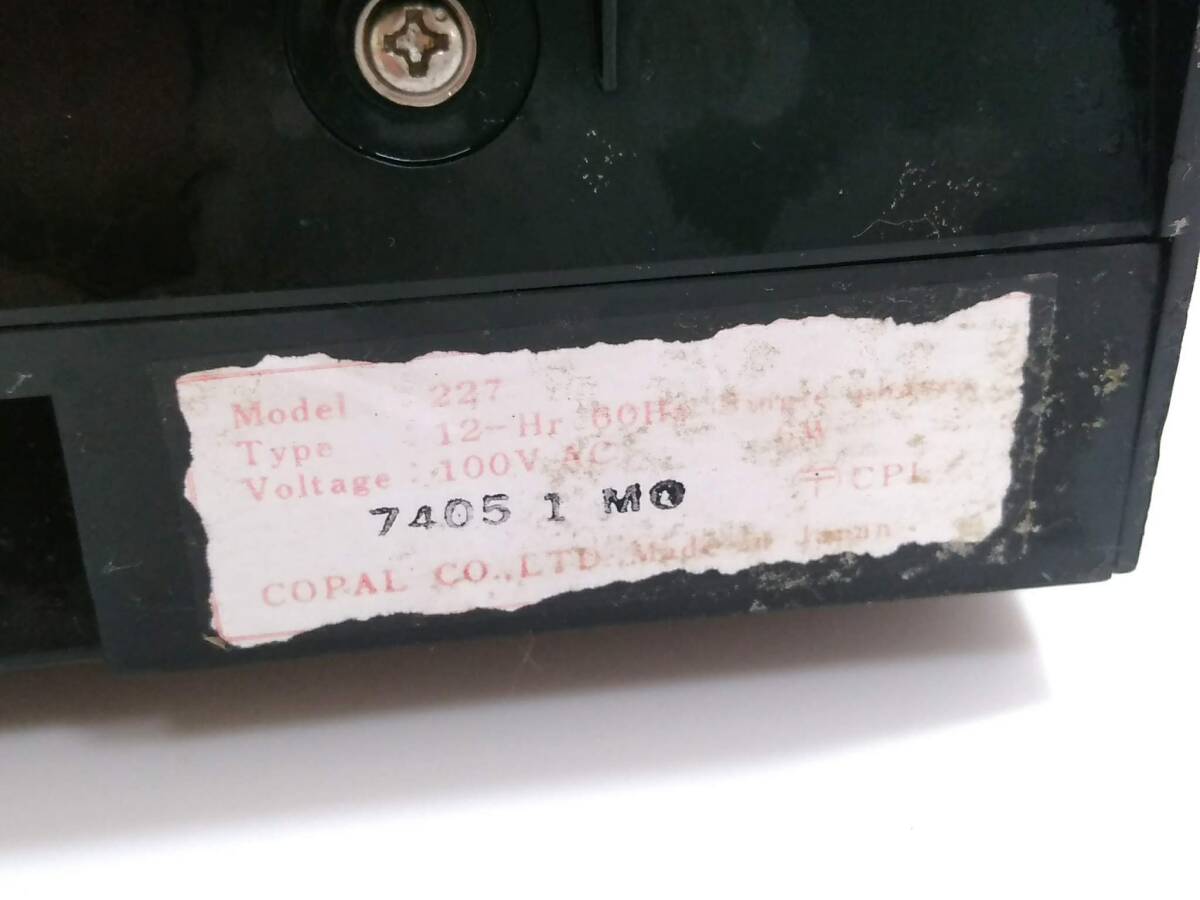 Model 227
Type 12-Hr 60Hz
Voltage 100V AC
CPL
7405 1 MO
COPAL CO.,LTD Made in Japan